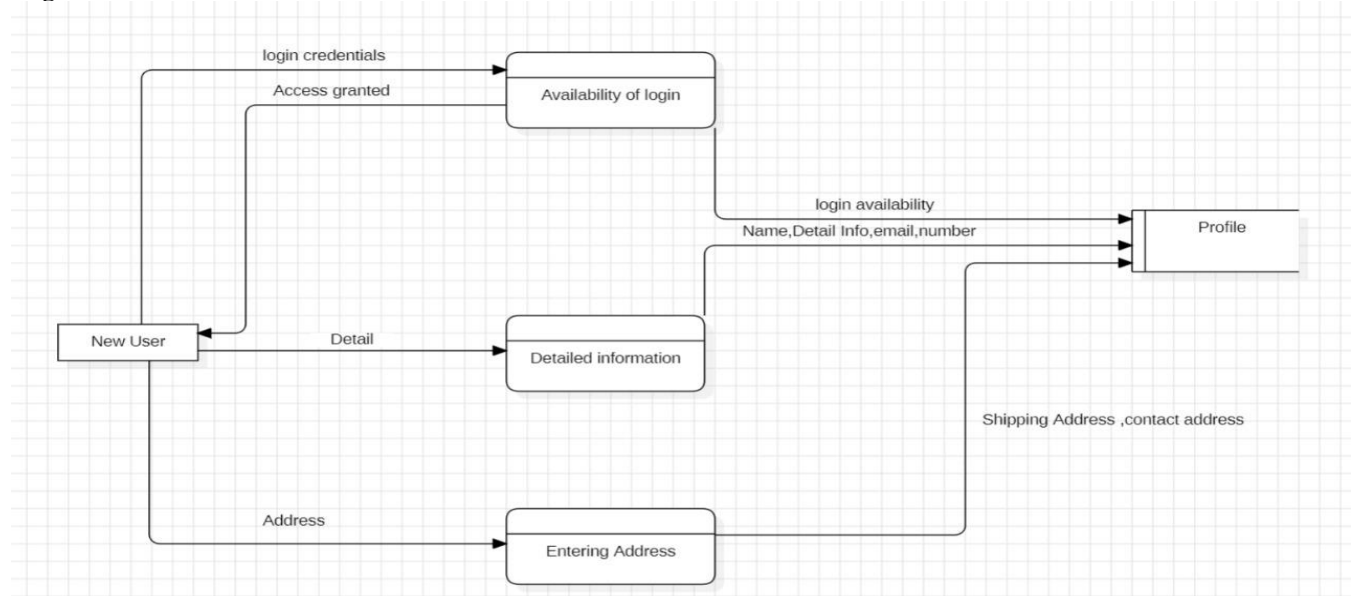 login credentials
Access granted
Availability of login
login availability
Name,Detail Info,email,number
Profile
New User
Detail
Detailed information
Shipping Address ,contact address
Address
Entering Address